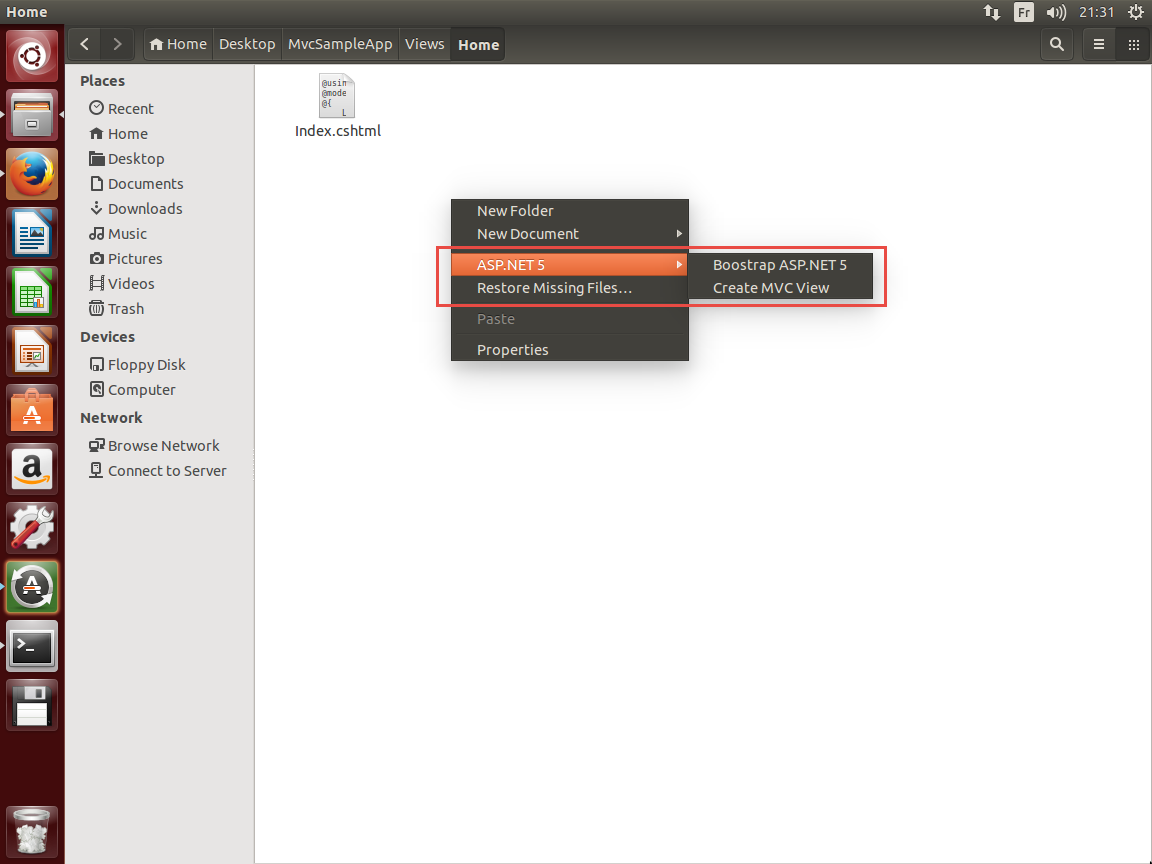 Home
Fr
21:31
Home
Desktop
MvcSampleApp
Views
Home
Places
Recent
Home
Desktop
Documents
Downloads
Music
Pictures
Videos
Trash
Devices
Floppy Disk
Computer
Network
Browse Network
Connect to Server
@usin
@mode
@{
L
Index.cshtml
New Folder
New Document
ASP.NET 5
Restore Missing Files...
Paste
Properties
Boostrap ASP.NET 5
Create MVC View